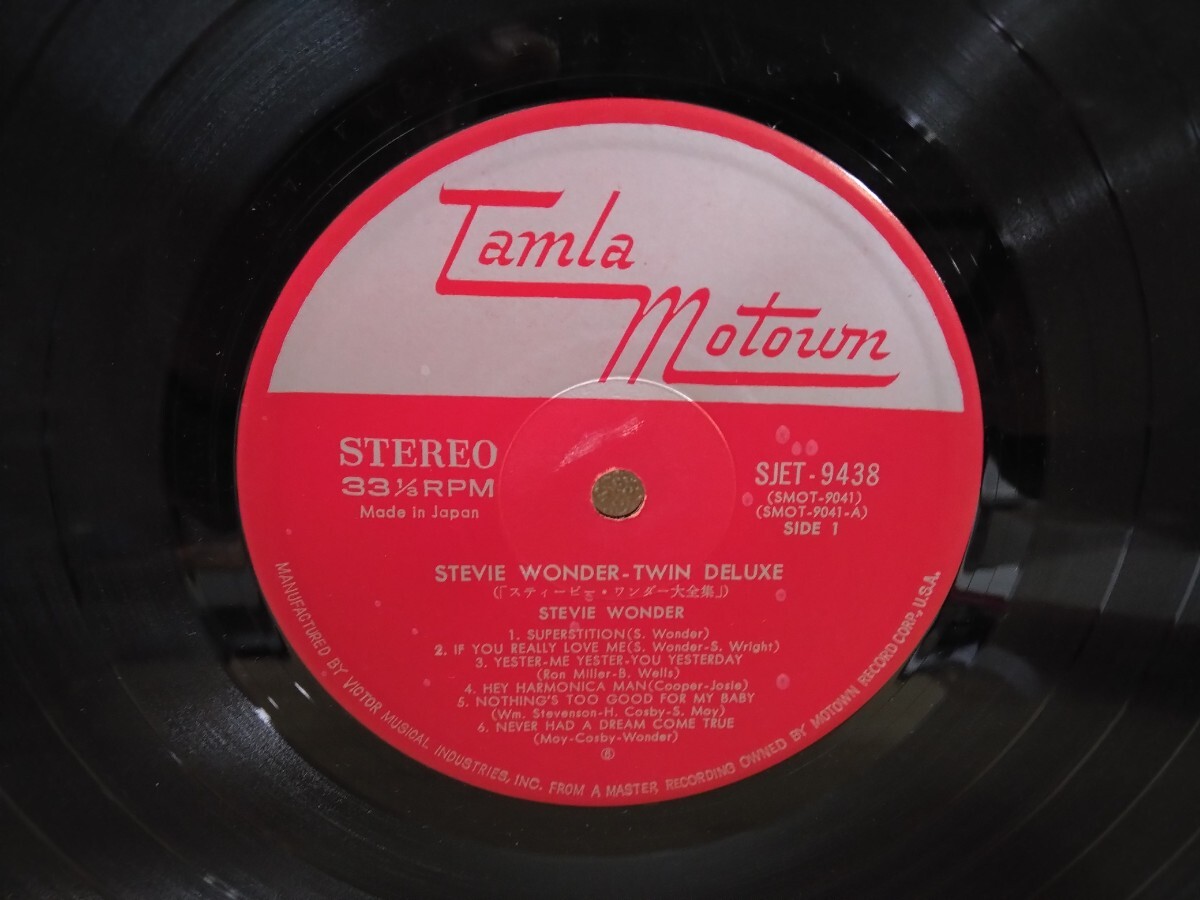 Tamla
Motown
STEREO
33 1/3 RPM
Made in Japan
SJET-9438
(SMOT-9041)
(SMOT-9041-A)
SIDE 1
STEVIE WONDER-TWIN DELUXE
(「スティービー・ワンダー大全集」)
STEVIE WONDER
1. SUPERSTITION(S. Wonder)
2. IF YOU REALLY LOVE ME(S. Wonder-S. Wright)
3. YESTER-ME YESTER-YOU YESTERDAY
(Ron Miller-B. Wells)
4. HEY HARMONICA MAN(Cooper-Josie)
5. NOTHING'S TOO GOOD FOR MY BABY
(Wm. Stevenson-H. Cosby-S. Moy)
6. NEVER HAD A DREAM COME TRUE
(Moy-Cosby-Wonder)
MANUFACTURED BY VICTOR MUSICAL INDUSTRIES, INC. FROM A MASTER RECORDING OWNED BY MOTOWN RECORD CORP., U.S.A.